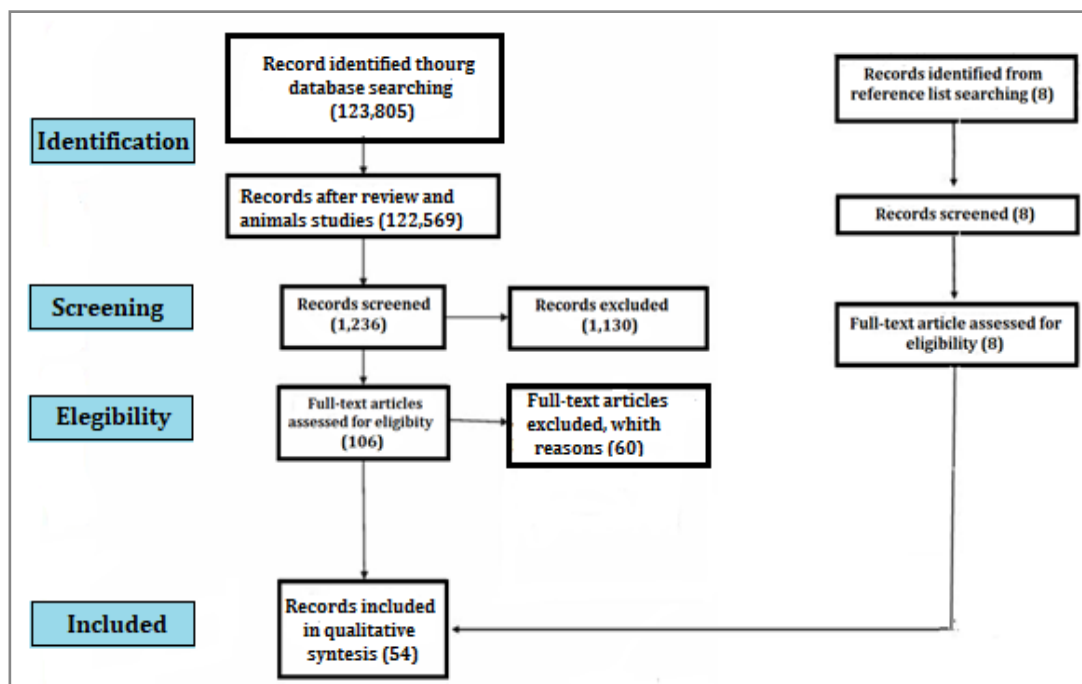 Record identified thourg
database searching
(123,805)
Records identified from
reference list searching (8)
Identification
Records after review and
animals studies (122,569)
Records screened (8)
Screening
Records screened
(1,236)
Records excluded
(1,130)
Full-text article assessed for
eligibility (8)
Elegibility
Full-text articles
assessed for eligibity
(106)
Full-text articles
excluded, whith
reasons (60)
Included
Records included
in qualitative
syntesis (54)